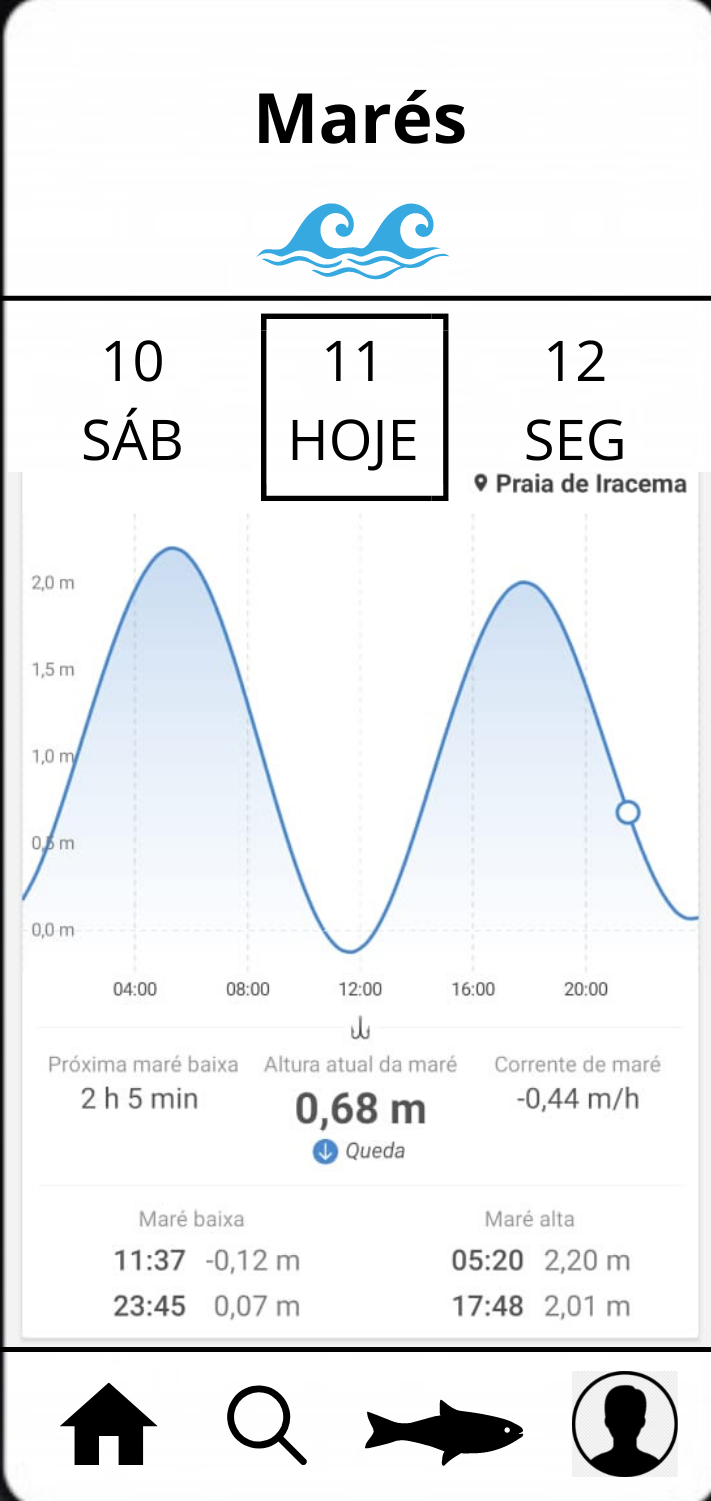 Marés
10 11 12
SÁB HOJE SEG
Praia de Iracema
2,0 m
1,5 m
1,0 m
0,5 m
0,0 m
04:00 08:00 12:00 16:00 20:00
Próxima maré baixa Altura atual da maré Corrente de maré
2 h 5 min 0,68 m -0,44 m/h
Queda
Maré baixa Maré alta
11:37 -0,12 m 05:20 2,20 m
23:45 0,07 m 17:48 2,01 m